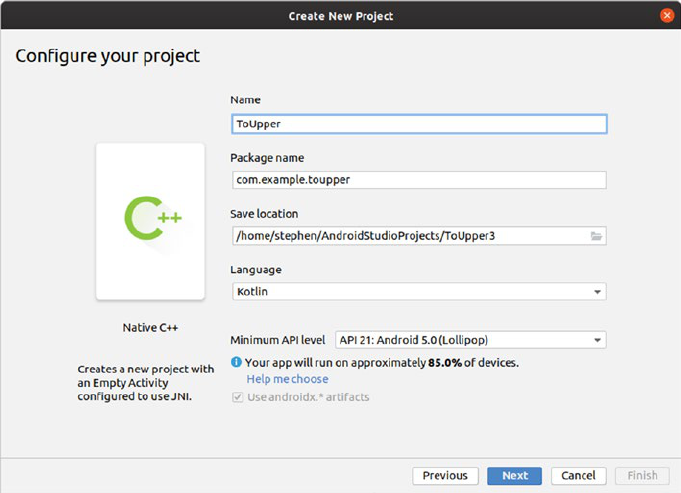 Create New Project
Configure your project
Name
ToUpper
Package name
com.example.toupper
Save location
/home/stephen/AndroidStudioProjects/ToUpper3
Language
Kotlin
C++
Native C++
Minimum API level API 21: Android 5.0 (Lollipop)
Your app will run on approximately 85.0% of devices.
Help me choose
Creates a new project with
an Empty Activity
configured to use JNI.
Use androidx.* artifacts
Previous Next Cancel Finish